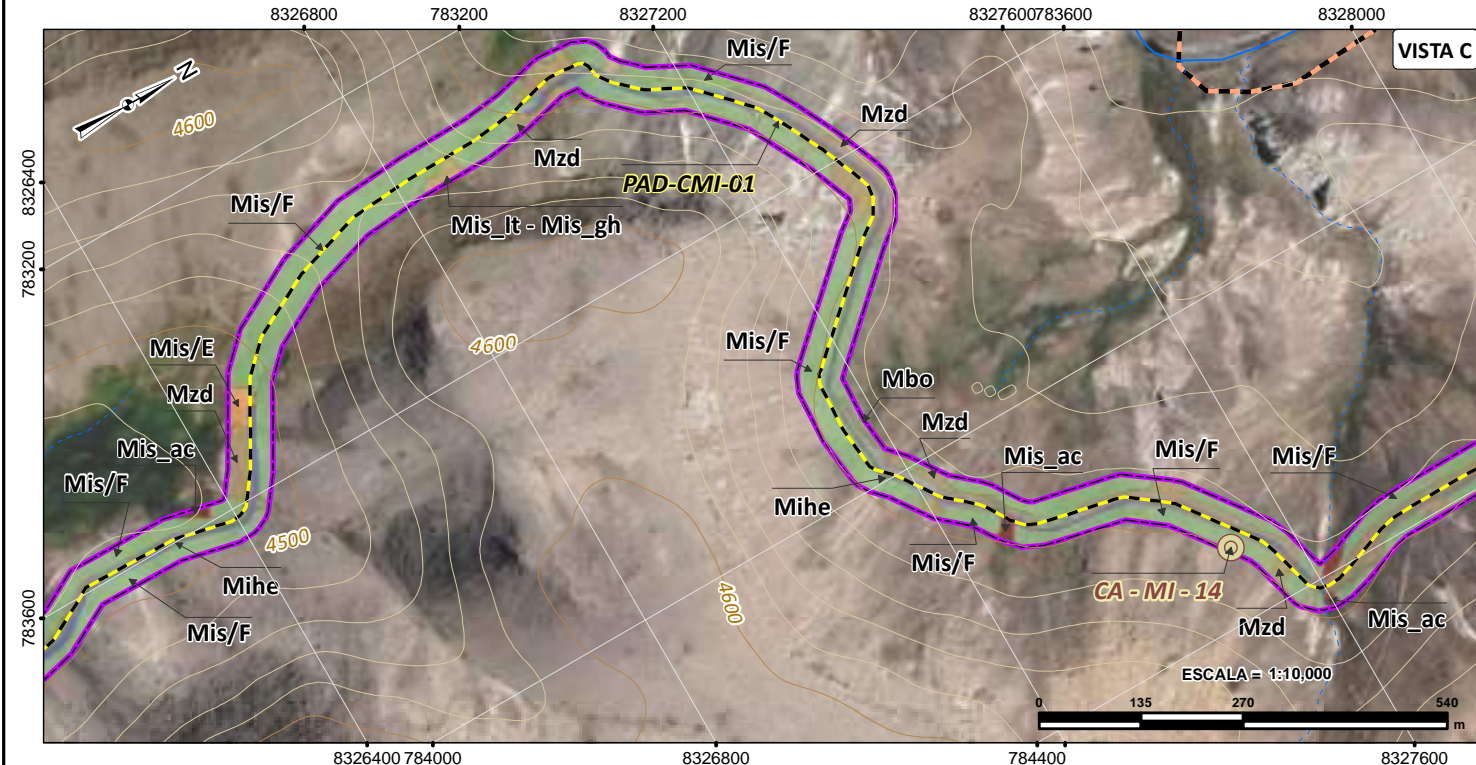 8326800
783200
8327200
8327600
783600
8328000
VISTA C
N
4600
Mis/F
Mzd
Mzd
PAD-CMI-01
8326400
Mis/F
Mis_lt - Mis_gh
783200
4600
Mis/E
Mis/F
Mbo
Mzd
Mzd
Mis_ac
Mis_ac
Mis/F
Mis/F
Mis/F
Mihe
4500
Mis/F
Mihe
CA - MI - 14
4600
783600
Mis/F
Mzd
Mis_ac
ESCALA = 1:10,000
0 135 270 540
m
8326400
784000
8326800
784400
8327600